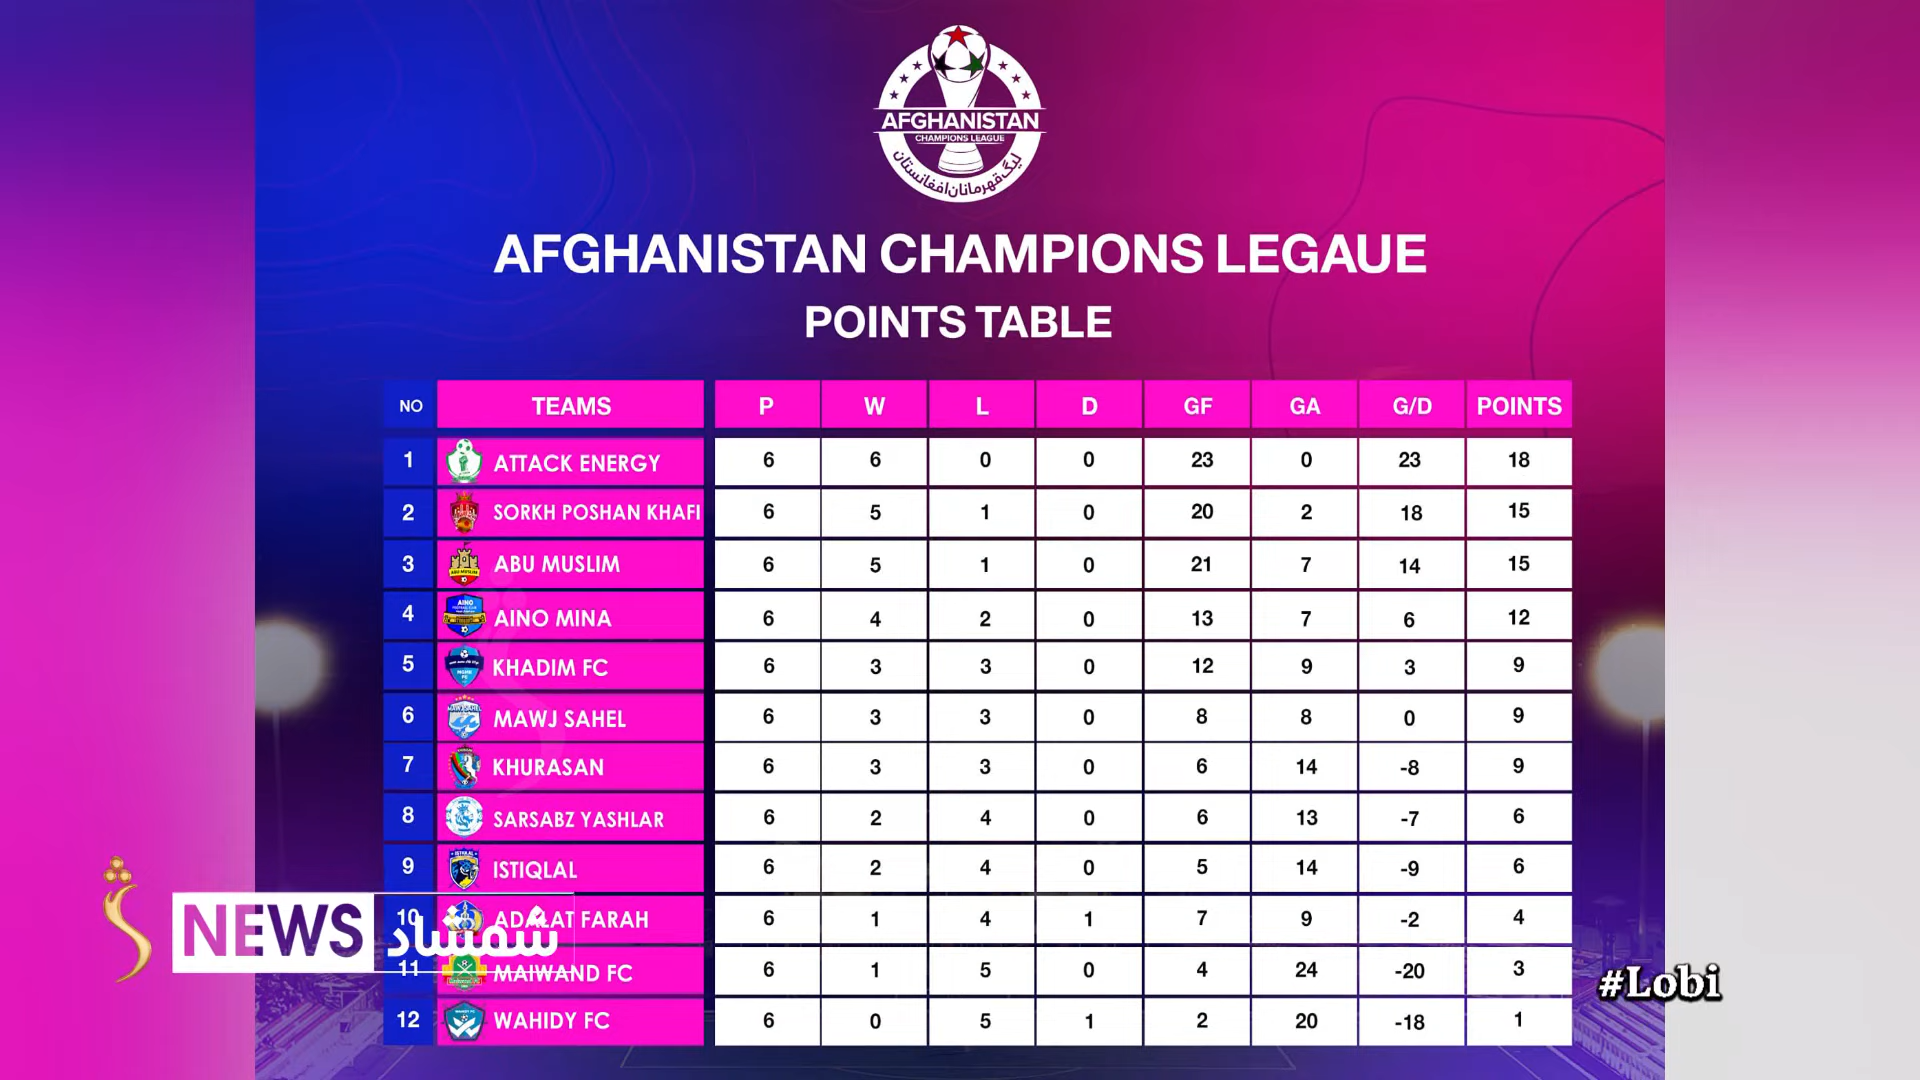 AFGHANISTAN
CHAMPIONS LEAGUE
لیگ قهرمانان افغانستان
AFGHANISTAN CHAMPIONS LEGAUE
POINTS TABLE
NO TEAMS P W L D GF GA G/D POINTS
1 ATTACK ENERGY 6 6 0 0 23 0 23 18
2 SORKH POSHAN KHAFI 6 5 1 0 20 2 18 15
3 ABU MUSLIM 6 5 1 0 21 7 14 15
4 AINO MINA 6 4 2 0 13 7 6 12
5 KHADIM FC 6 3 3 0 12 9 3 9
6 MAWJ SAHEL 6 3 3 0 8 8 0 9
7 KHURASAN 6 3 3 0 6 14 -8 9
8 SARSABZ YASHLAR 6 2 4 0 6 13 -7 6
9 ISTIQLAL 6 2 4 0 5 14 -9 6
10 ADALAT FARAH 6 1 4 1 7 9 -2 4
11 MAIWAND FC 6 1 5 0 4 24 -20 3
12 WAHIDY FC 6 0 5 1 2 20 -18 1
NEWS شمشاد
#Lobi